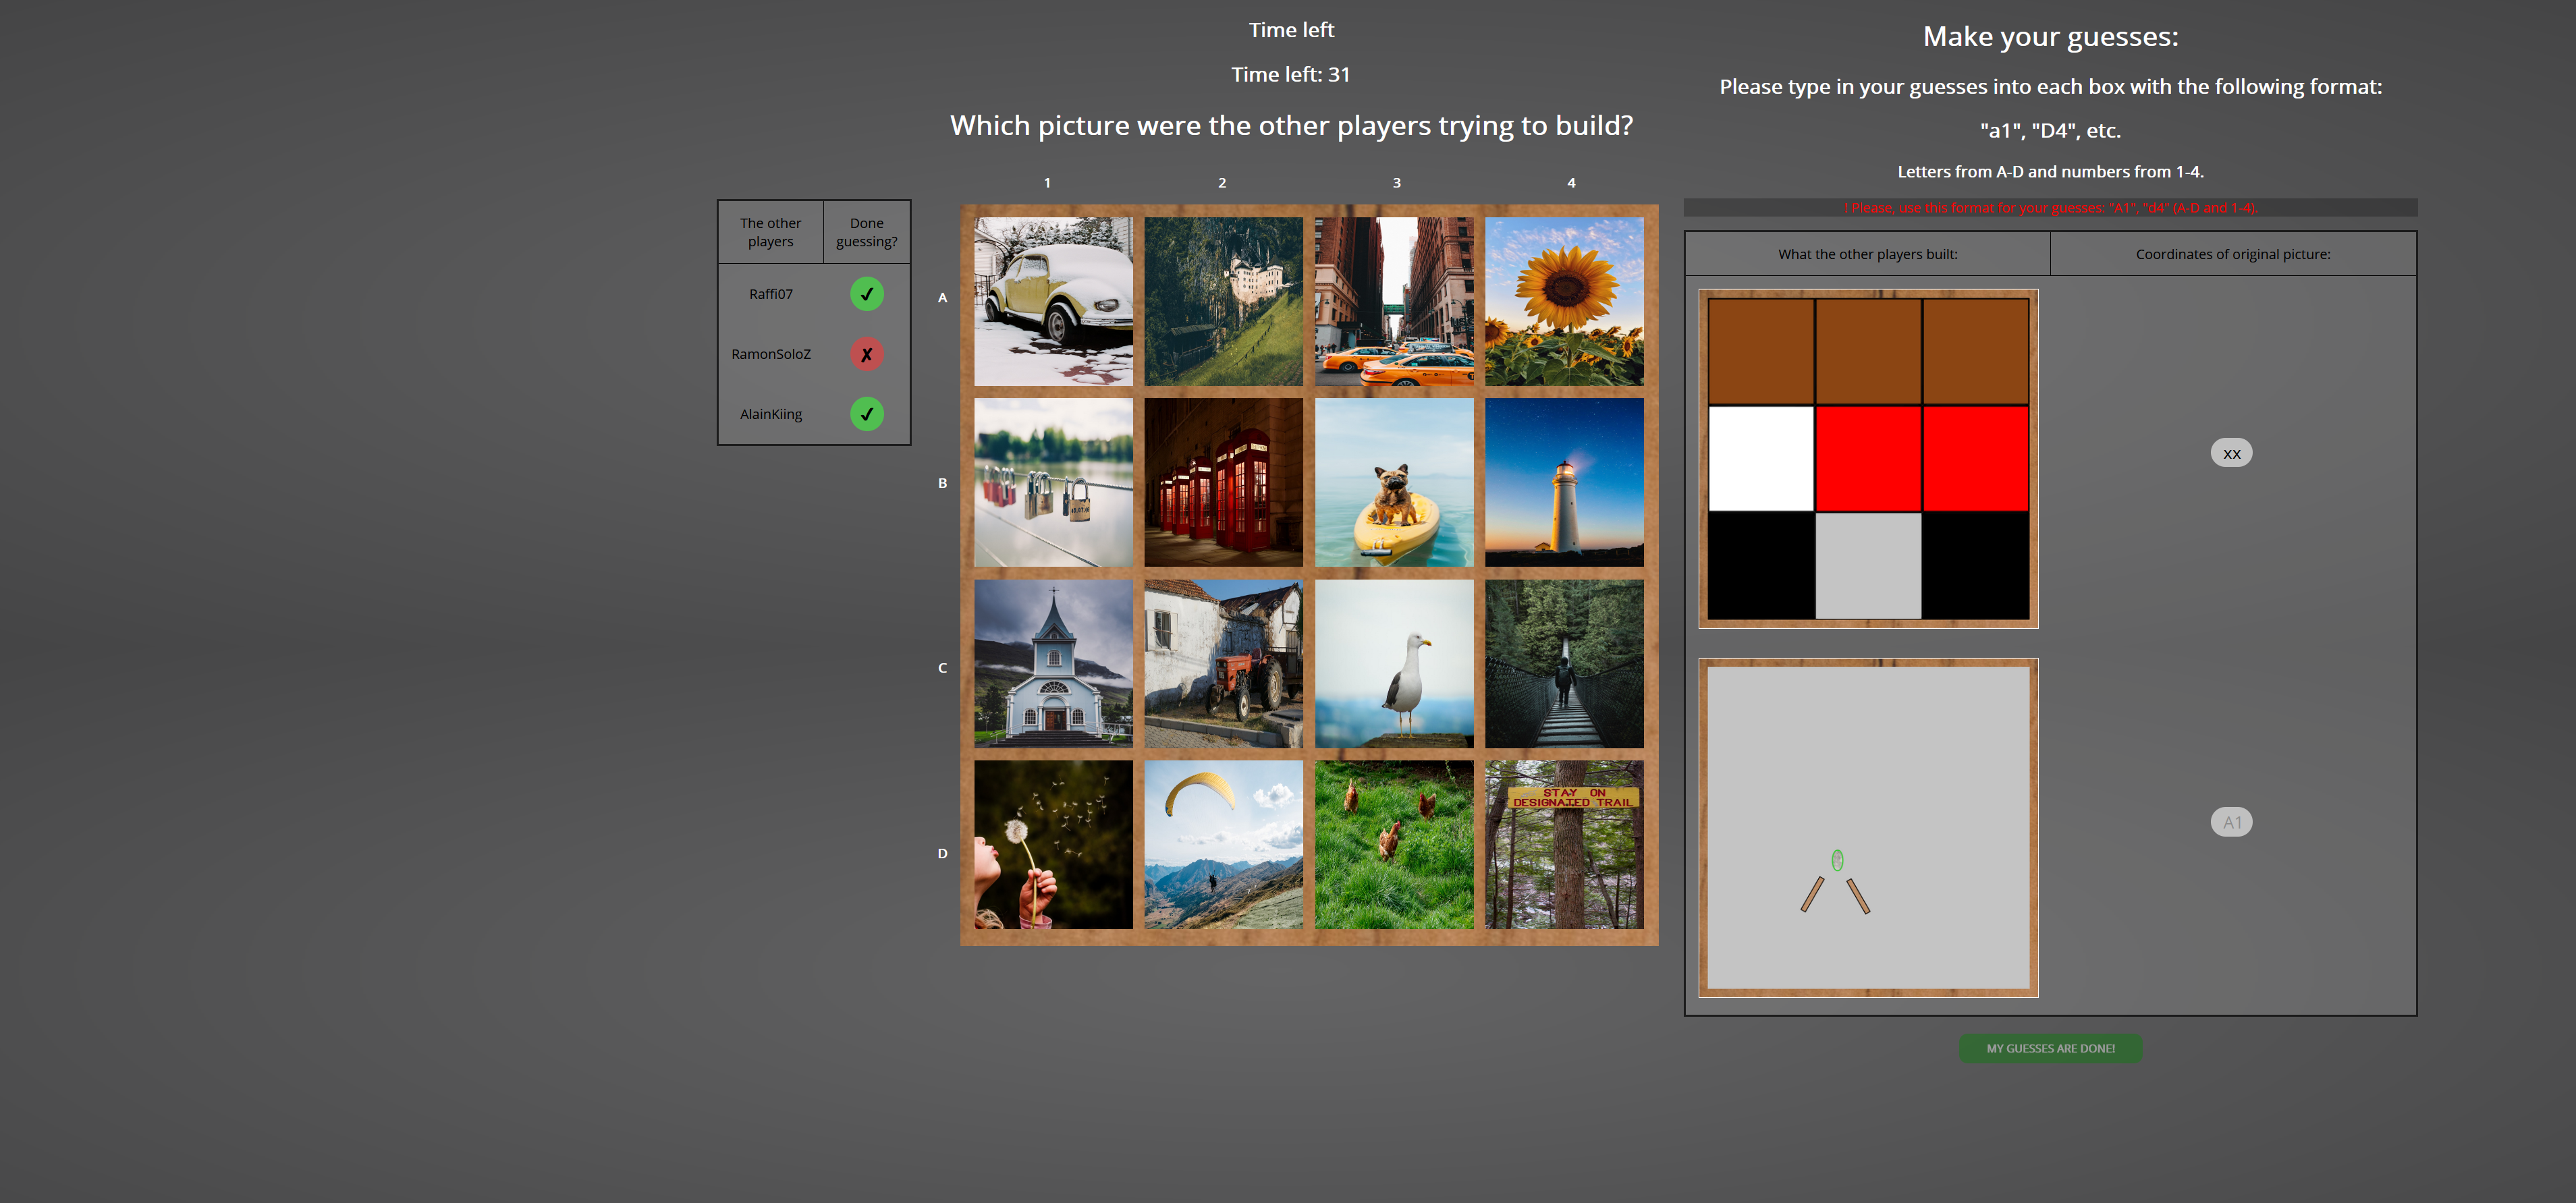 Time left
Time left: 31
Which picture were the other players trying to build?
1 2 3 4
A
B
C
D
STAY ON
DESIGNATED TRAIL
The other players
Done guessing?
Raffi07
✓
RamonSoloZ
✗
AlainKiing
✓
Make your guesses:
Please type in your guesses into each box with the following format:
"a1", "D4", etc.
Letters from A-D and numbers from 1-4.
! Please, use this format for your guesses: "A1", "d4" (A-D and 1-4).
What the other players built:
Coordinates of original picture:
xx
A1
MY GUESSES ARE DONE!